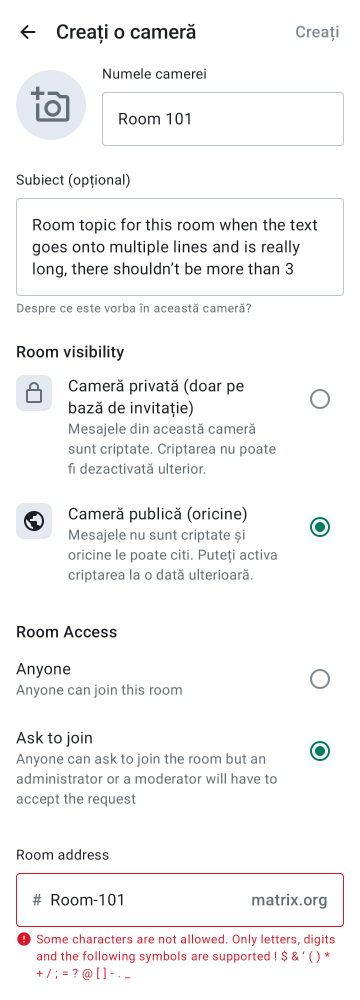 Creați o cameră
Creați
Numele camerei
Room 101
Subiect (opțional)
Room topic for this room when the text
goes onto multiple lines and is really
long, there shouldn’t be more than 3
Despre ce este vorba în această cameră?
Room visibility
Cameră privată (doar pe
bază de invitație)
Mesajele din această cameră
sunt criptate. Criptarea nu poate
fi dezactivată ulterior.
Cameră publică (oricine)
Mesajele nu sunt criptate și
oricine le poate citi. Puteți activa
criptarea la o dată ulterioară.
Room Access
Anyone
Anyone can join this room
Ask to join
Anyone can ask to join the room but an
administrator or a moderator will have to
accept the request
Room address
# Room-101 matrix.org
Some characters are not allowed. Only letters, digits
and the following symbols are supported ! $ & ‘ ( ) *
+ / ; = ? @ [ ] - . _